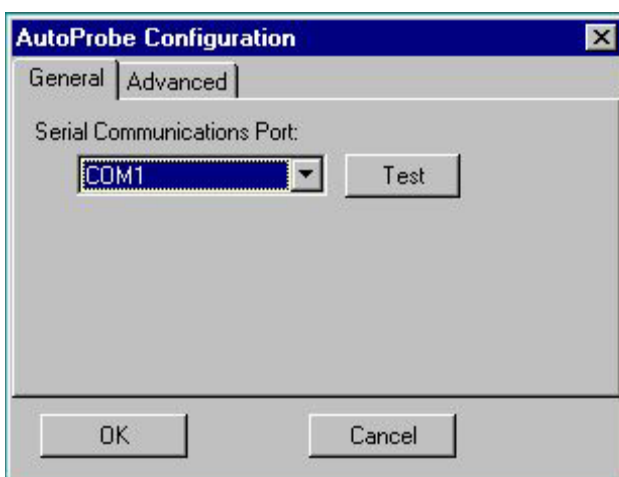 AutoProbe Configuration
General Advanced
Serial Communications Port:
COM1 Test
OK Cancel